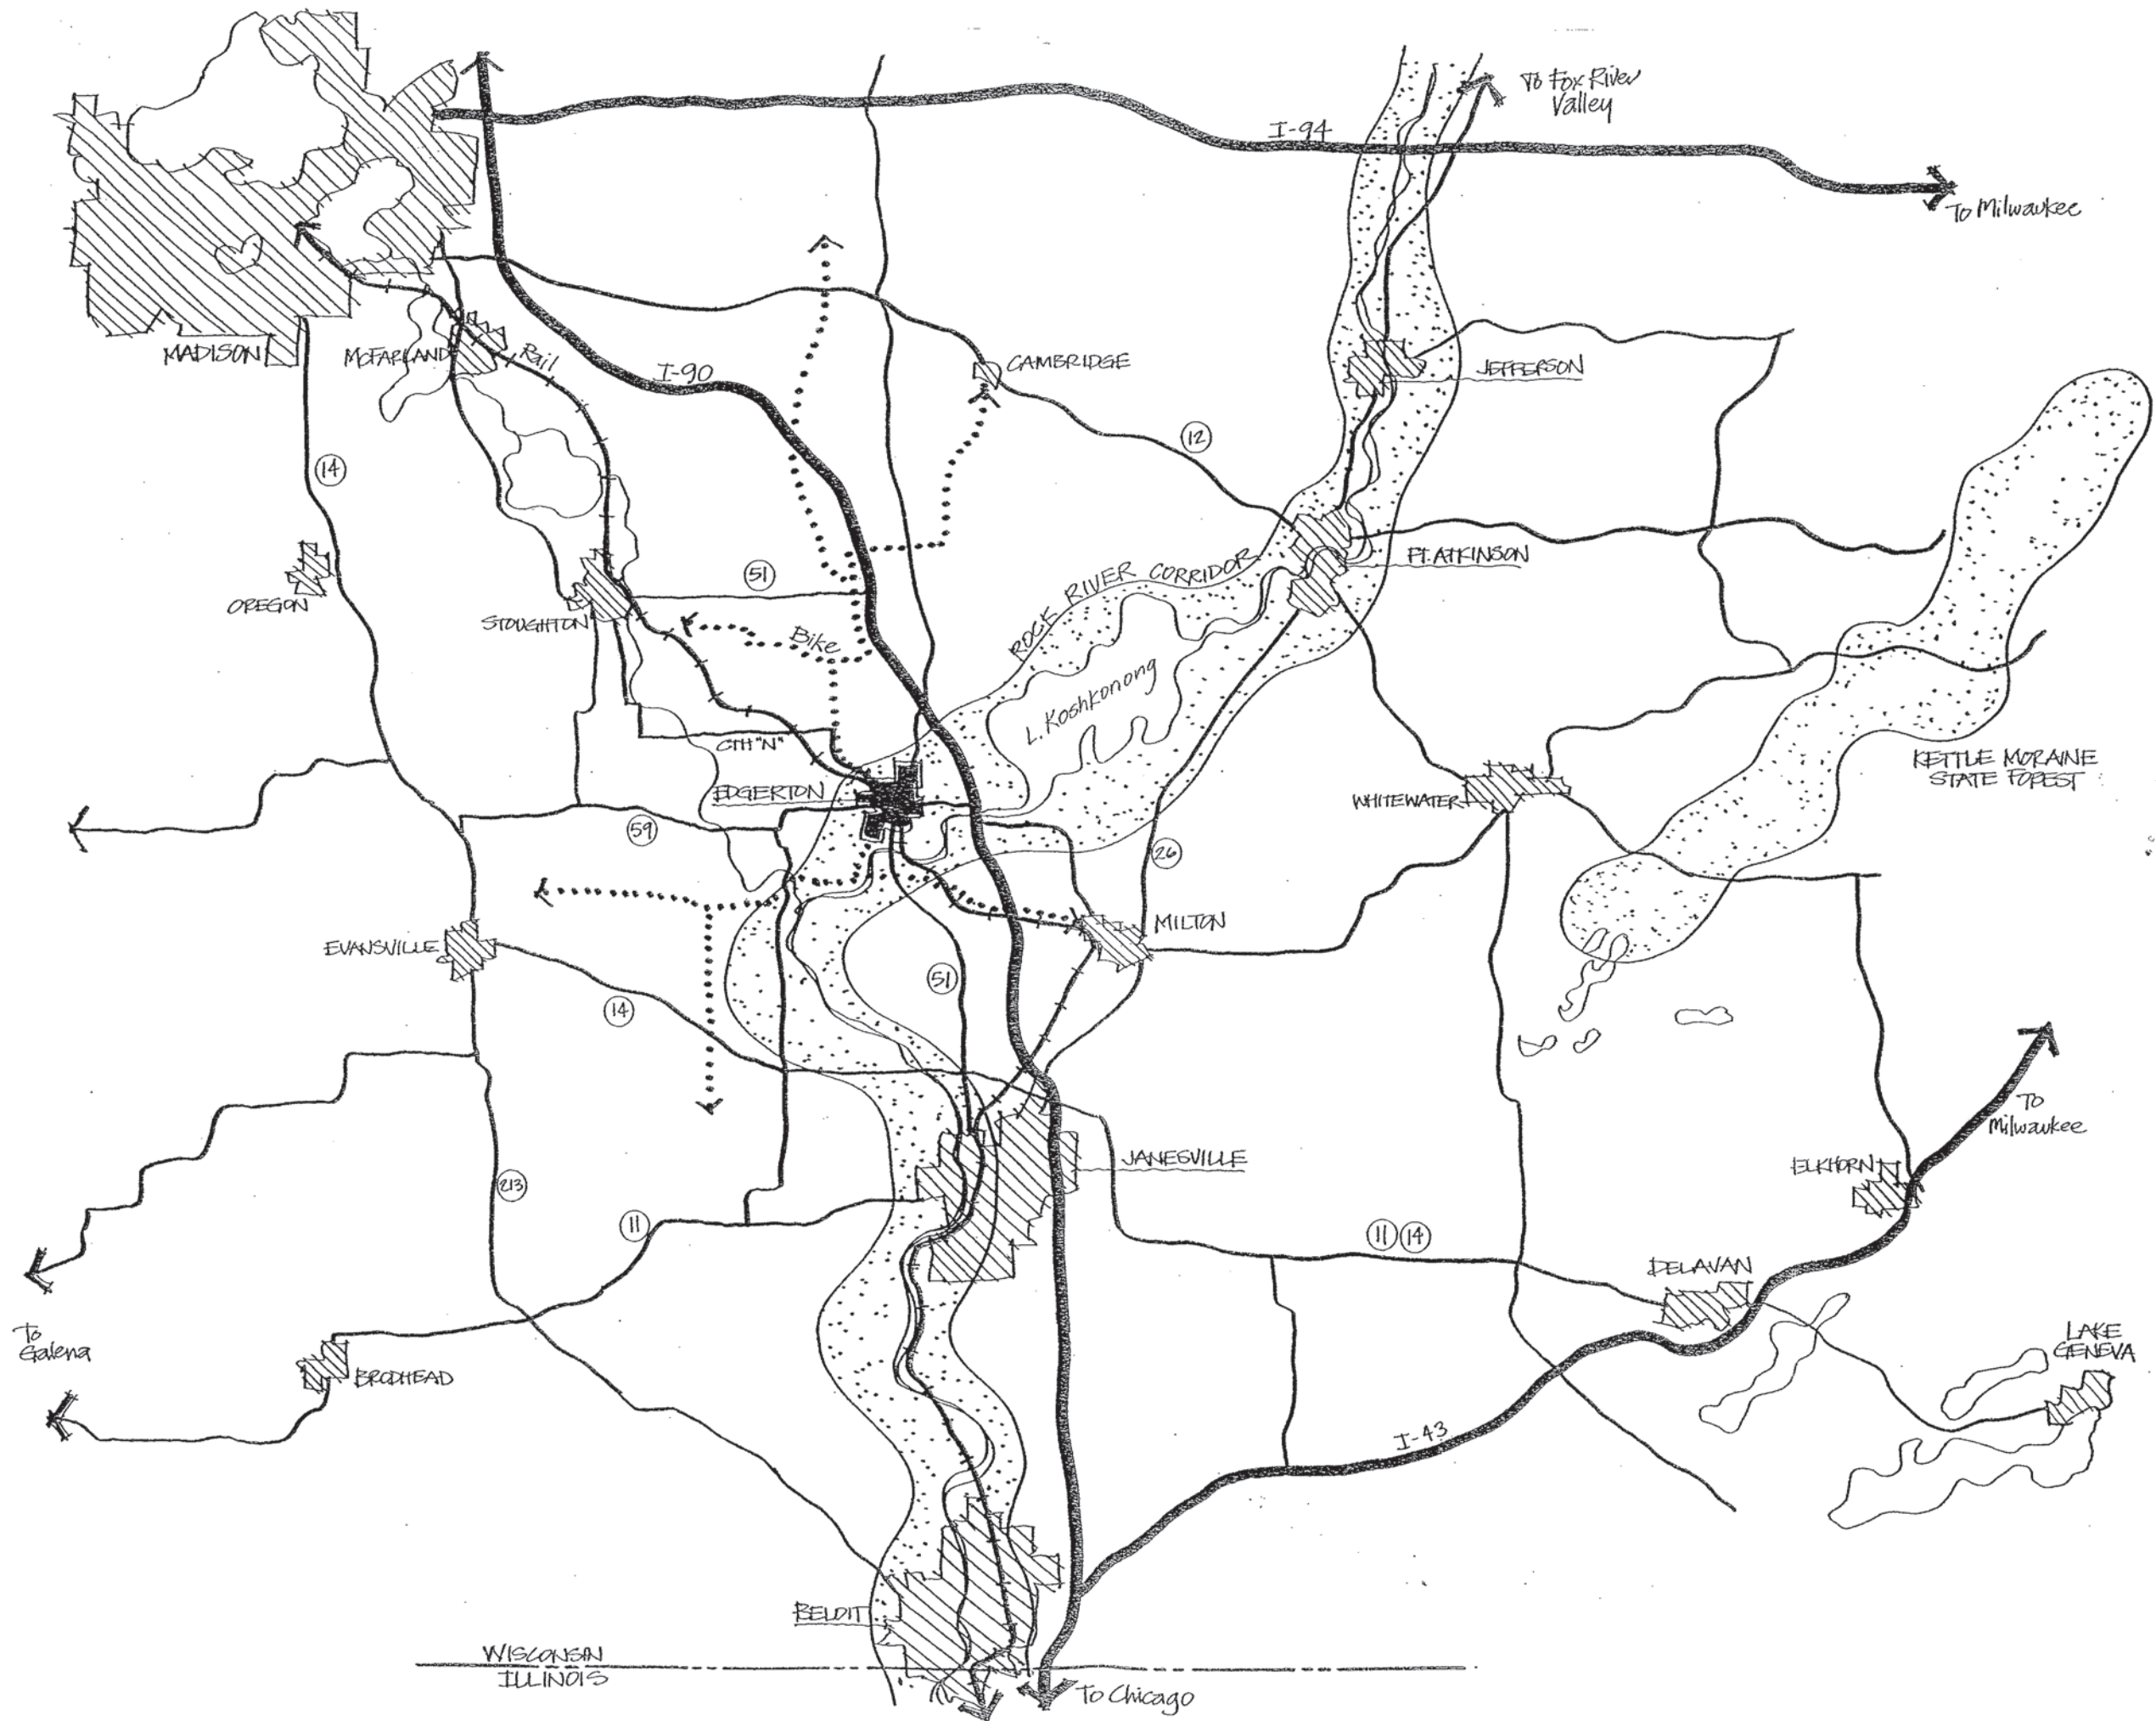 To Fox River
Valley
I-94
To Milwaukee
MADISON
McFARLAND
Rail
I-90
CAMBRIDGE
JEFFERSON
12
14
FT. ATKINSON
ROCK RIVER CORRIDOR
51
OREGON
STOUGHTON
Bike
L. Koshkonong
CTH "N"
KETTLE MORAINE
STATE FOREST
EDGERTON
WHITEWATER
59
26
MILTON
EVANSVILLE
51
14
To
Milwaukee
JANESVILLE
ELKHORN
213
11
11 14
DELAVAN
To
Galena
LAKE
GENEVA
BRODHEAD
I-43
BELOIT
WISCONSIN
ILLINOIS
To Chicago